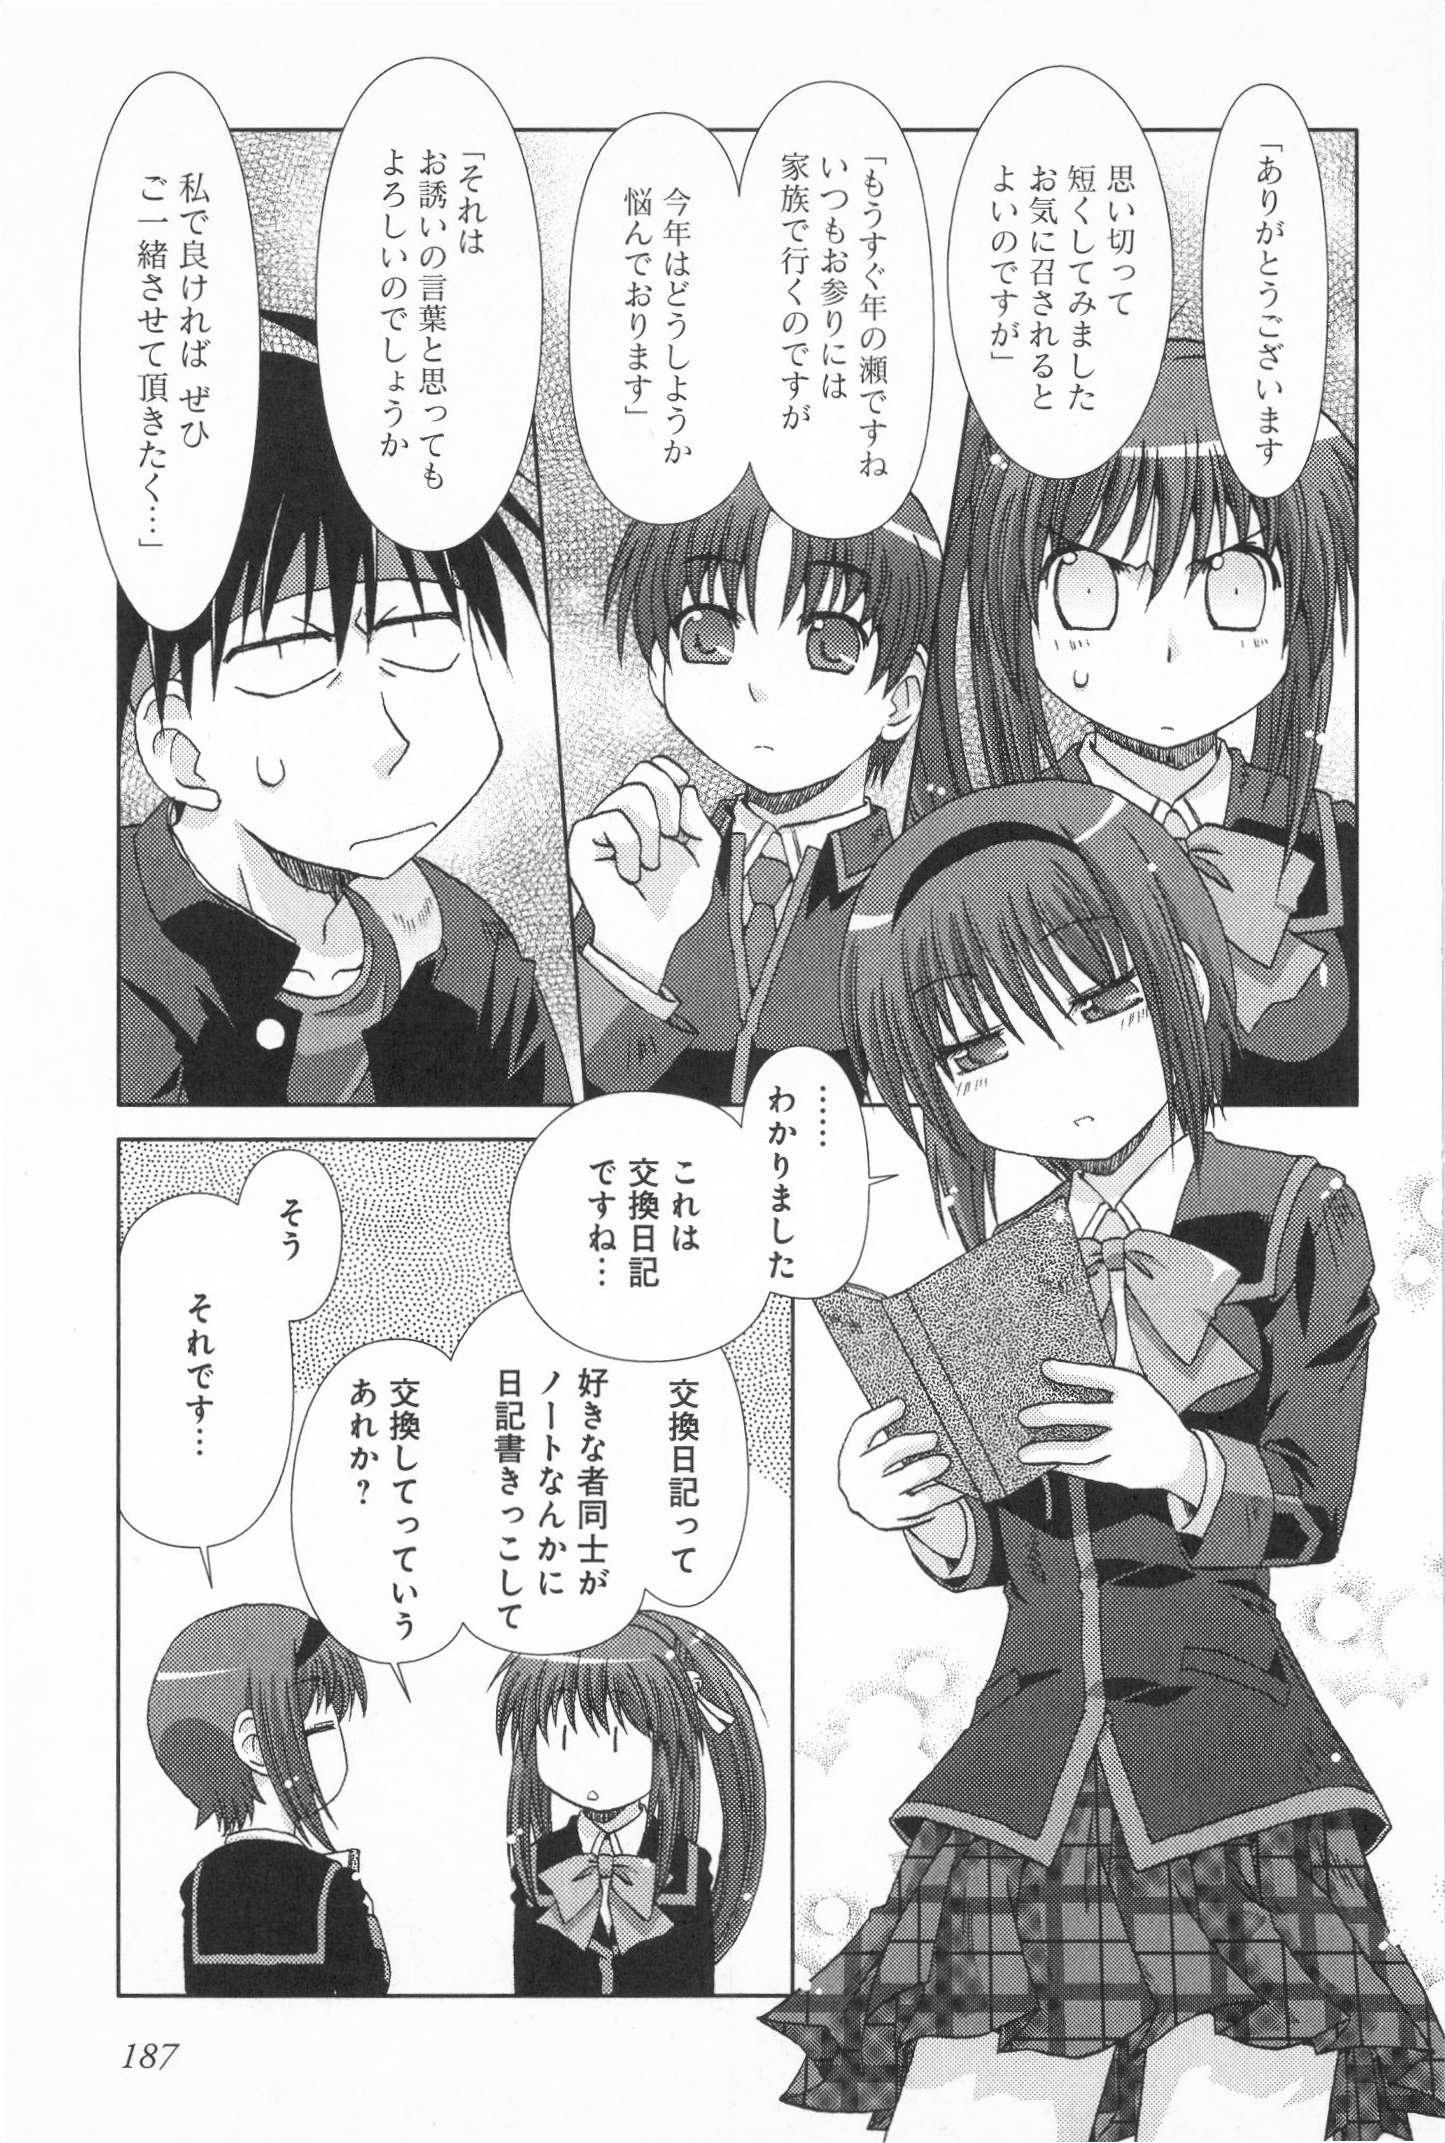 「ありがとうございます
思い切って
短くしてみました
お気に召されると
よいのですが」
「もうすぐ年の瀬ですね
いつもお参りには
家族で行くのですが
今年はどうしようか
悩んでおります」
「それは
お誘いの言葉と思っても
よろしいのでしょうか
私で良ければ ぜひ
ご一緒させて頂きたく…」
……
わかりました
これは
交換日記
ですね…
交換日記って
好きな者同士が
ノートなんかに
日記書きっこして
交換してっていう
あれか?
そう
それです…
187